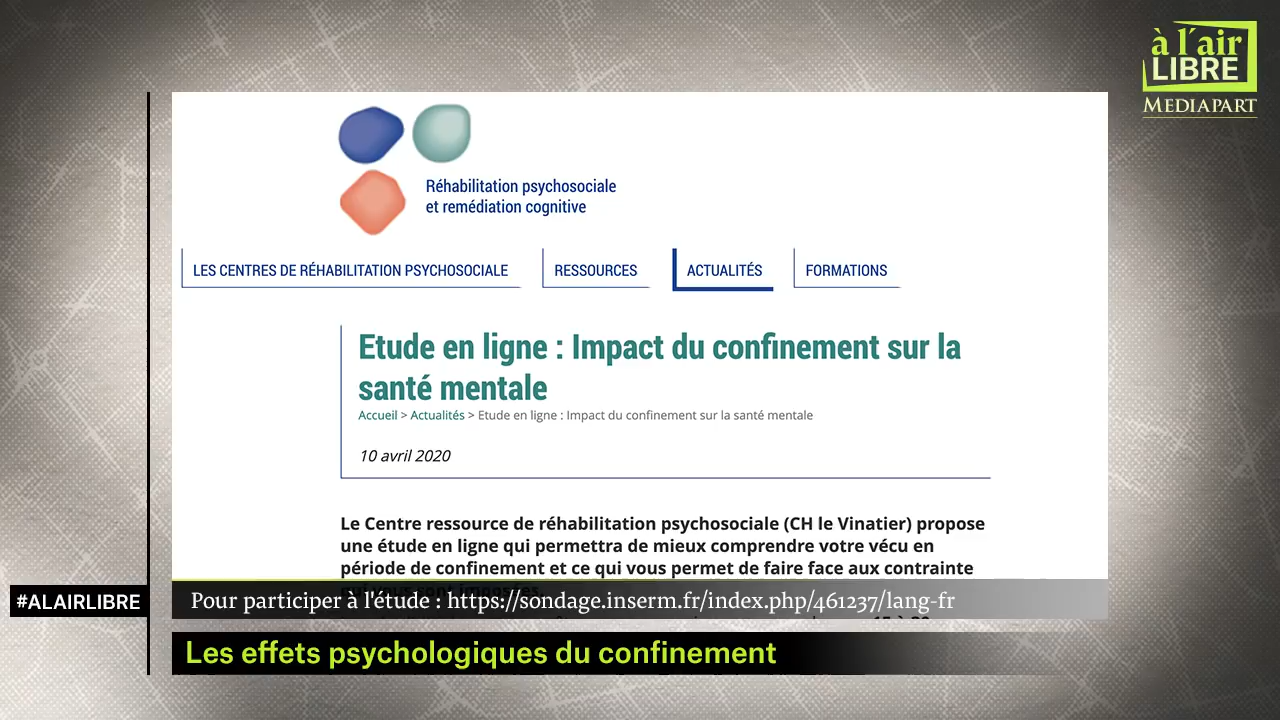 à l'air
LIBRE
MEDIAPART
Réhabilitation psychosociale
et remédiation cognitive
LES CENTRES DE RÉHABILITATION PSYCHOSOCIALE
RESSOURCES
ACTUALITÉS
FORMATIONS
Etude en ligne : Impact du confinement sur la
santé mentale
Accueil > Actualités > Etude en ligne : Impact du confinement sur la santé mentale
10 avril 2020
Le Centre ressource de réhabilitation psychosociale (CH le Vinatier) propose
une étude en ligne qui permettra de mieux comprendre votre vécu en
période de confinement et ce qui vous permet de faire face aux contrainte
#ALAIRLIBRE
Pour participer à l'étude : https://sondage.inserm.fr/index.php/461237/lang-fr
Les effets psychologiques du confinement